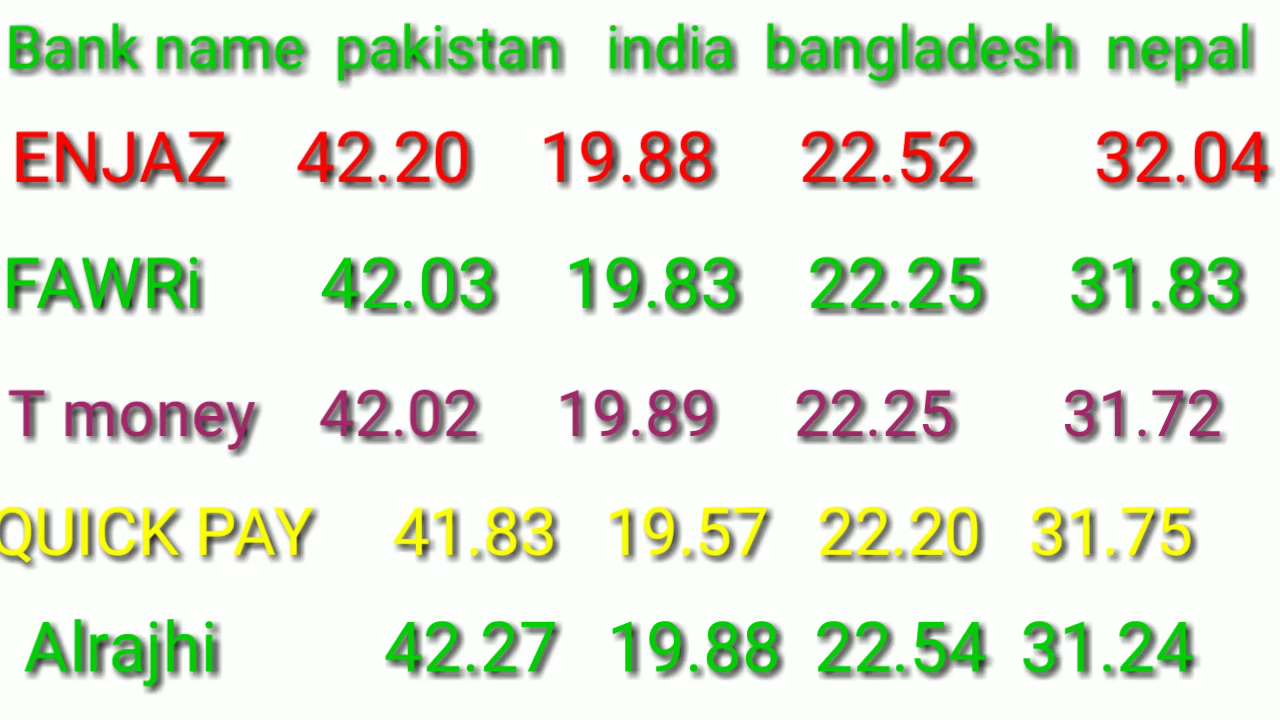 Bank name pakistan india bangladesh nepal
ENJAZ 42.20 19.88 22.52 32.04
FAWRi 42.03 19.83 22.25 31.83
T money 42.02 19.89 22.25 31.72
QUICK PAY 41.83 19.57 22.20 31.75
Alrajhi 42.27 19.88 22.54 31.24